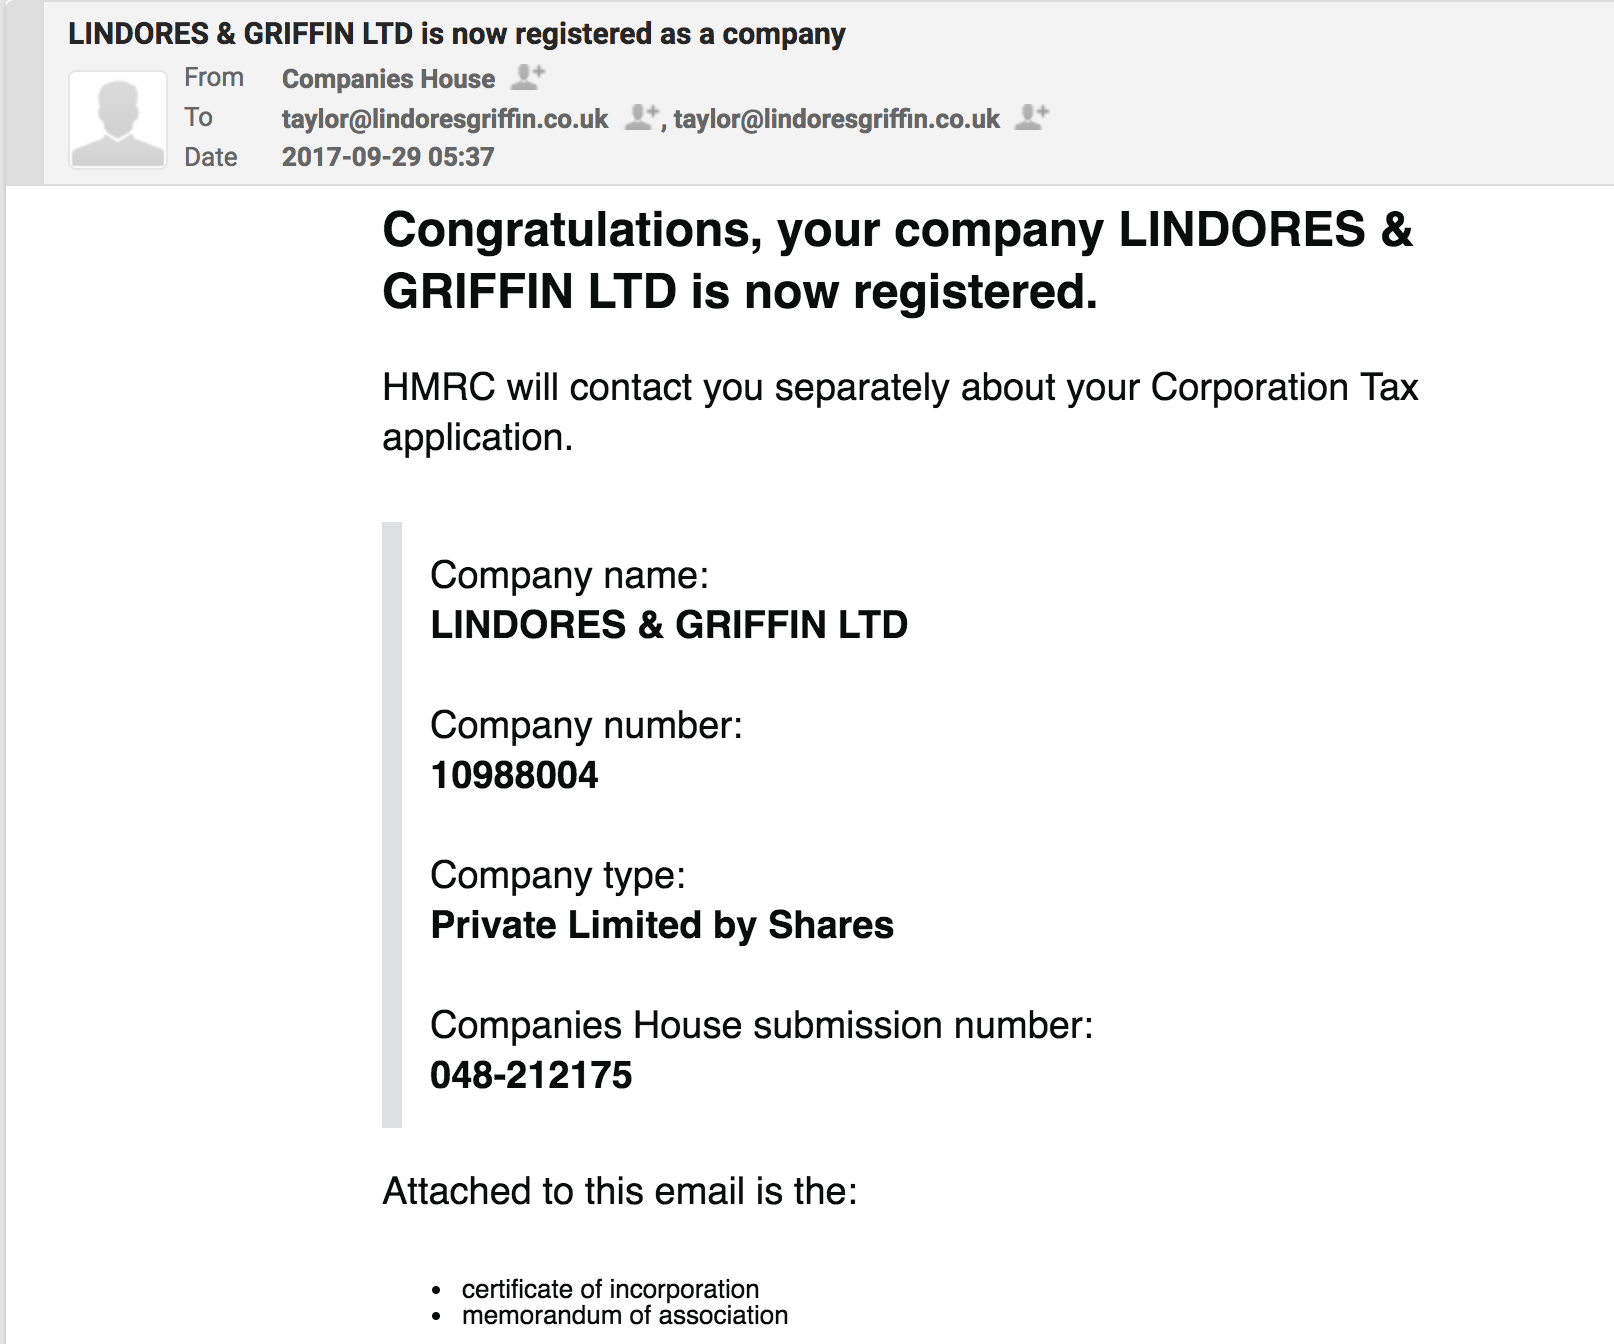 LINDORES & GRIFFIN LTD is now registered as a company
From Companies House
To taylor@lindoresgriffin.co.uk , taylor@lindoresgriffin.co.uk
Date 2017-09-29 05:37
Congratulations, your company LINDORES &
GRIFFIN LTD is now registered.
HMRC will contact you separately about your Corporation Tax
application.
Company name:
LINDORES & GRIFFIN LTD
Company number:
10988004
Company type:
Private Limited by Shares
Companies House submission number:
048-212175
Attached to this email is the:
• certificate of incorporation
• memorandum of association